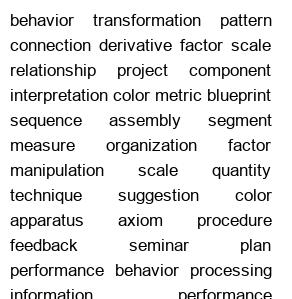 behavior transformation pattern
connection derivative factor scale
relationship project component
interpretation color metric blueprint
sequence assembly segment
measure organization factor
manipulation scale quantity
technique suggestion color
apparatus axiom procedure
feedback seminar plan
performance behavior processing
information performance